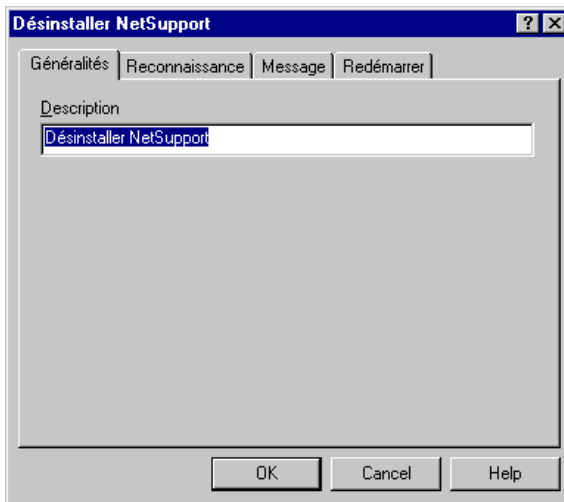 Désinstaller NetSupport
Généralités Reconnaissance Message Redémarrer
Description
Désinstaller NetSupport
OK Cancel Help